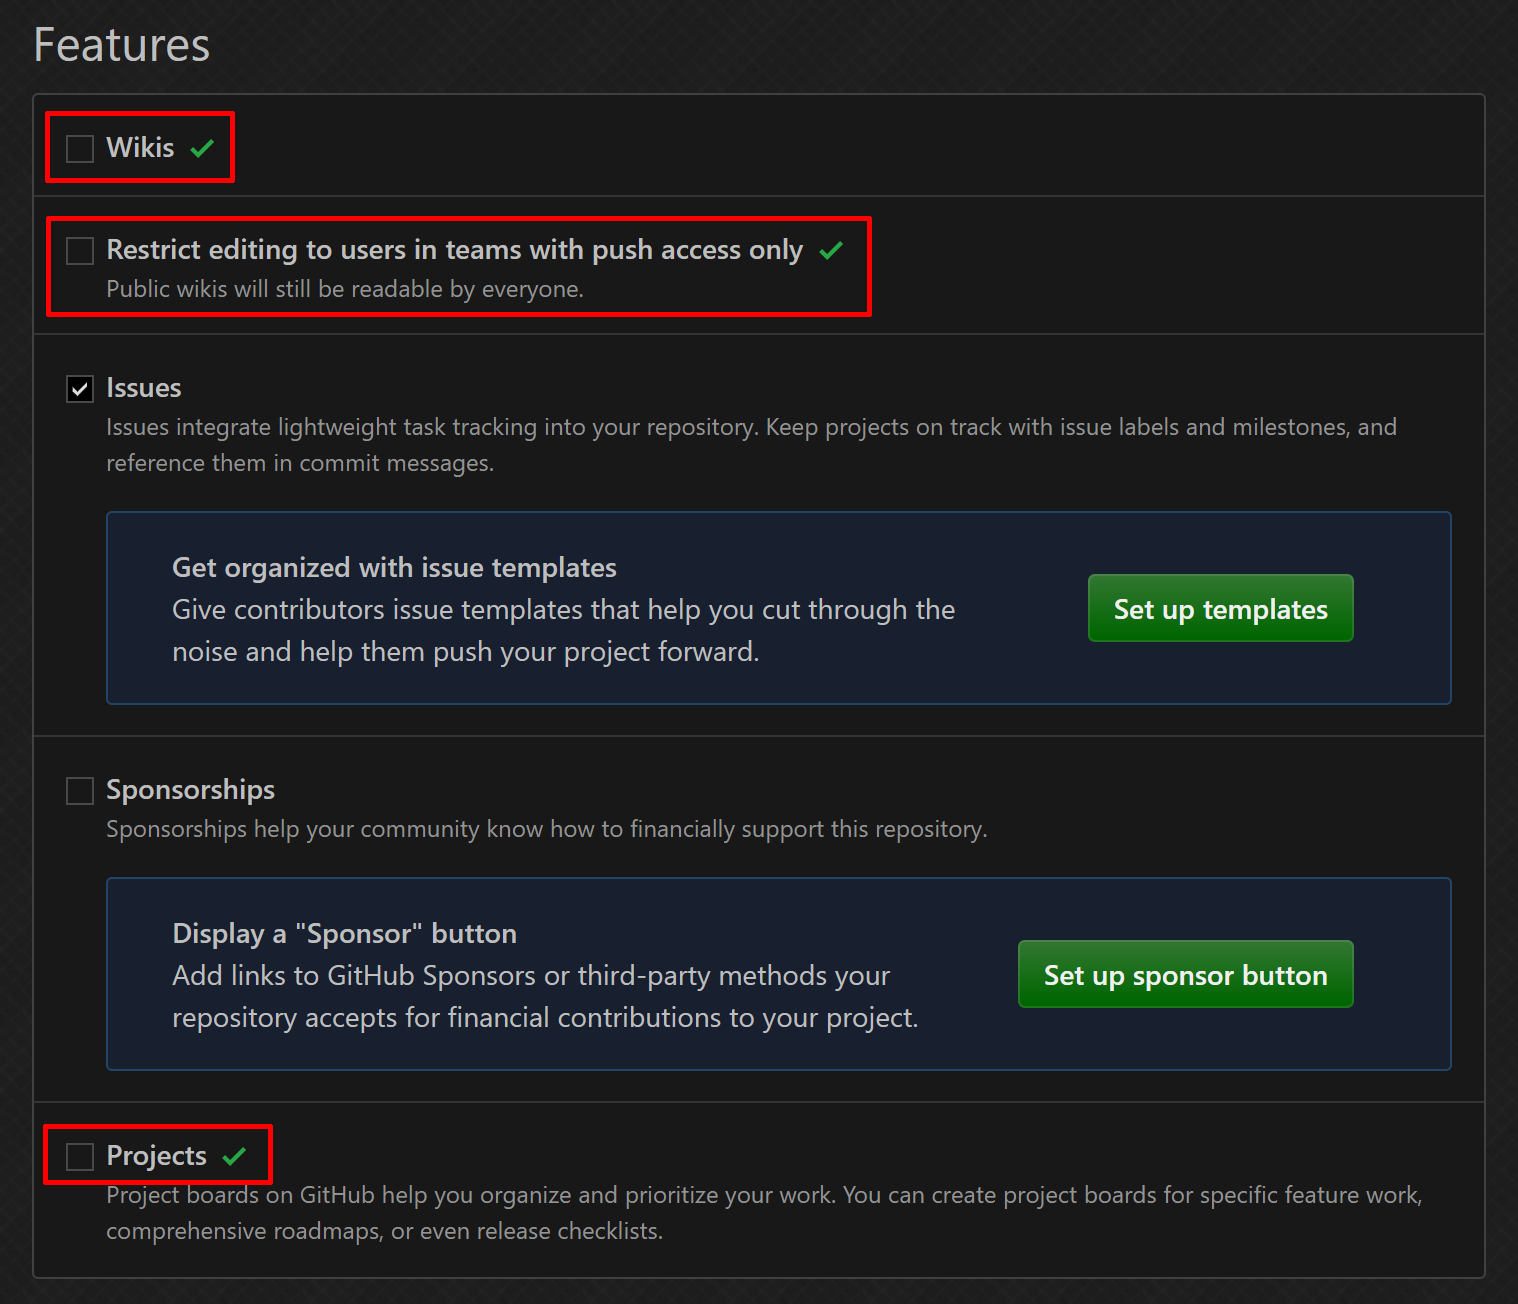 Features
Wikis
Restrict editing to users in teams with push access only
Public wikis will still be readable by everyone.
Issues
Issues integrate lightweight task tracking into your repository. Keep projects on track with issue labels and milestones, and
reference them in commit messages.
Get organized with issue templates
Give contributors issue templates that help you cut through the
noise and help them push your project forward.
Set up templates
Sponsorships
Sponsorships help your community know how to financially support this repository.
Display a "Sponsor" button
Add links to GitHub Sponsors or third-party methods your
repository accepts for financial contributions to your project.
Set up sponsor button
Projects
Project boards on GitHub help you organize and prioritize your work. You can create project boards for specific feature work,
comprehensive roadmaps, or even release checklists.